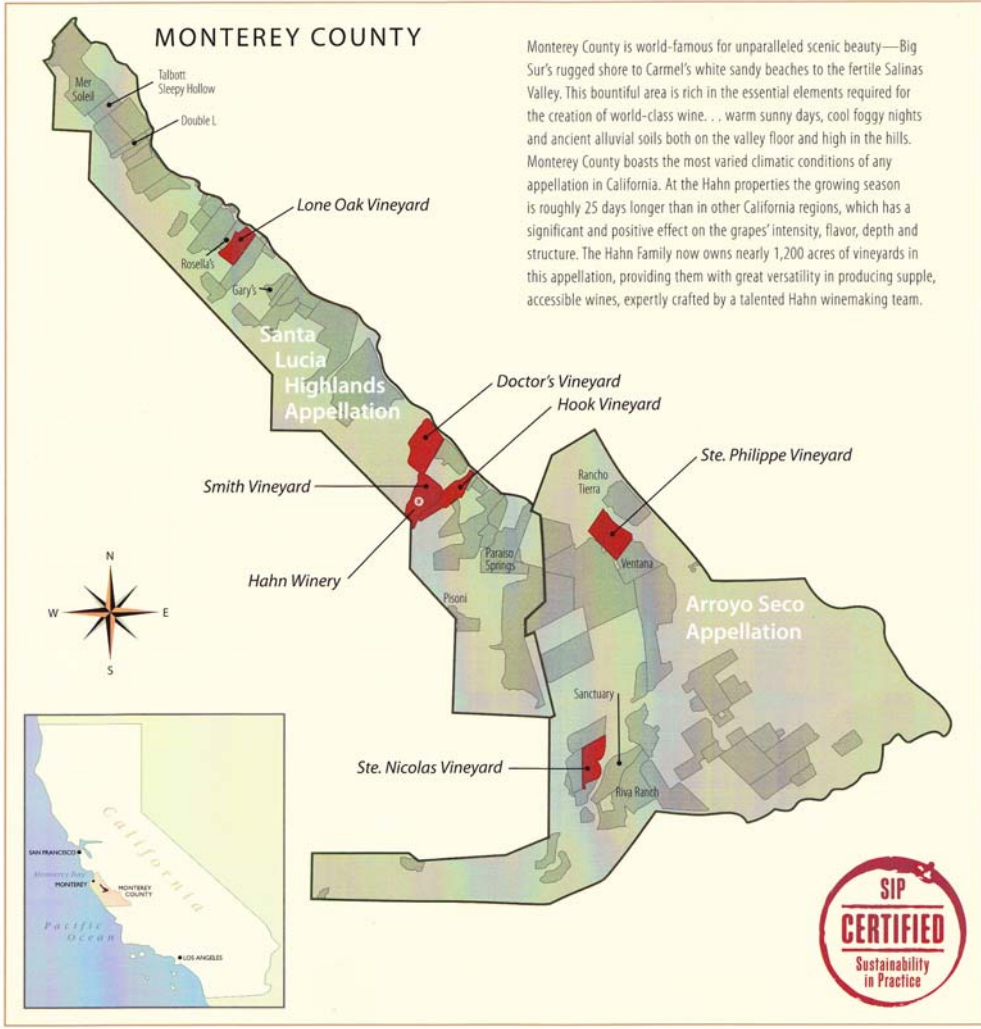 MONTEREY COUNTY
Monterey County is world-famous for unparalleled scenic beauty—Big
Sur's rugged shore to Carmel's white sandy beaches to the fertile Salinas
Valley. This bountiful area is rich in the essential elements required for
the creation of world-class wine. . . warm sunny days, cool foggy nights
and ancient alluvial soils both on the valley floor and high in the hills.
Monterey County boasts the most varied climatic conditions of any
appellation in California. At the Hahn properties the growing season
is roughly 25 days longer than in other California regions, which has a
significant and positive effect on the grapes' intensity, flavor, depth and
structure. The Hahn Family now owns nearly 1,200 acres of vineyards in
this appellation, providing them with great versatility in producing supple,
accessible wines, expertly crafted by a talented Hahn winemaking team.
Mer
Soleil
Talbott
Sleepy Hollow
Double L
Lone Oak Vineyard
Rosella's
Gary's
Santa
Lucia
Highlands
Appellation
Doctor's Vineyard
Hook Vineyard
Smith Vineyard
Hahn Winery
Ste. Philippe Vineyard
Rancho
Tierra
Ventana
Paraiso
Springs
Pisoni
Arroyo Seco
Appellation
Sanctuary
Ste. Nicolas Vineyard
Riva Ranch
N
W
E
S
California
SAN FRANCISCO
Monterey Bay
MONTEREY
MONTEREY
COUNTY
Pacific
Ocean
LOS ANGELES
SIP
CERTIFIED
Sustainability
in Practice